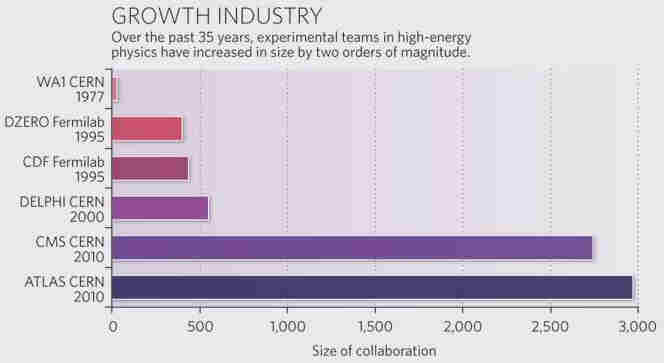 GROWTH INDUSTRY
Over the past 35 years, experimental teams in high-energy
physics have increased in size by two orders of magnitude.
WA1 CERN
1977
DZERO Fermilab
1995
CDF Fermilab
1995
DELPHI CERN
2000
CMS CERN
2010
ATLAS CERN
2010
0 500 1,000 1,500 2,000 2,500 3,000
Size of collaboration